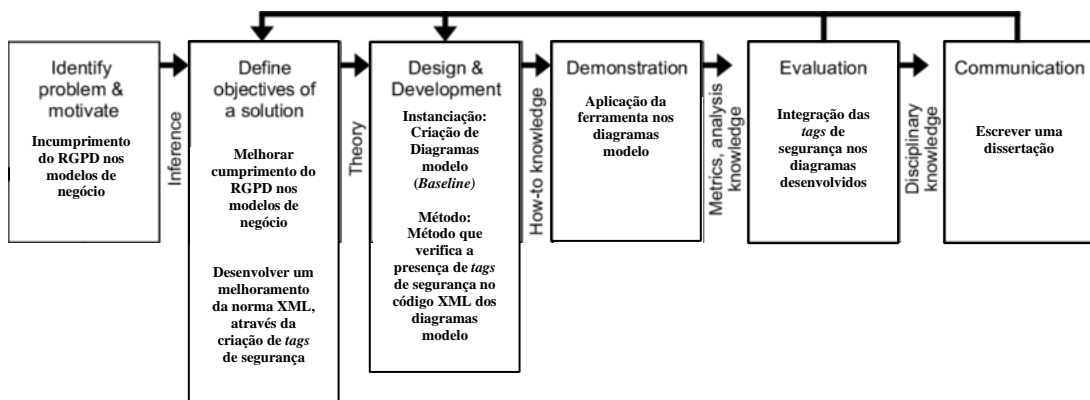 Identify
problem &
motivate
Incumprimento
do RGPD nos
modelos de
negócio
Inference
Define
objectives of
a solution
Melhorar
cumprimento do
RGPD nos
modelos de
negócio
Desenvolver um
melhoramento
da norma XML,
através da
criação de tags
de segurança
Theory
Design &
Development
Instanciação:
Criação de
Diagramas
modelo
(Baseline)
Método:
Método que
verifica a
presença de tags
de segurança no
código XML dos
diagramas
modelo
How-to knowledge
Demonstration
Aplicação da
ferramenta nos
diagramas
modelo
Metrics, analysis
knowledge
Evaluation
Integração das
tags de
segurança nos
diagramas
desenvolvidos
Disciplinary
knowledge
Communication
Escrever uma
dissertação